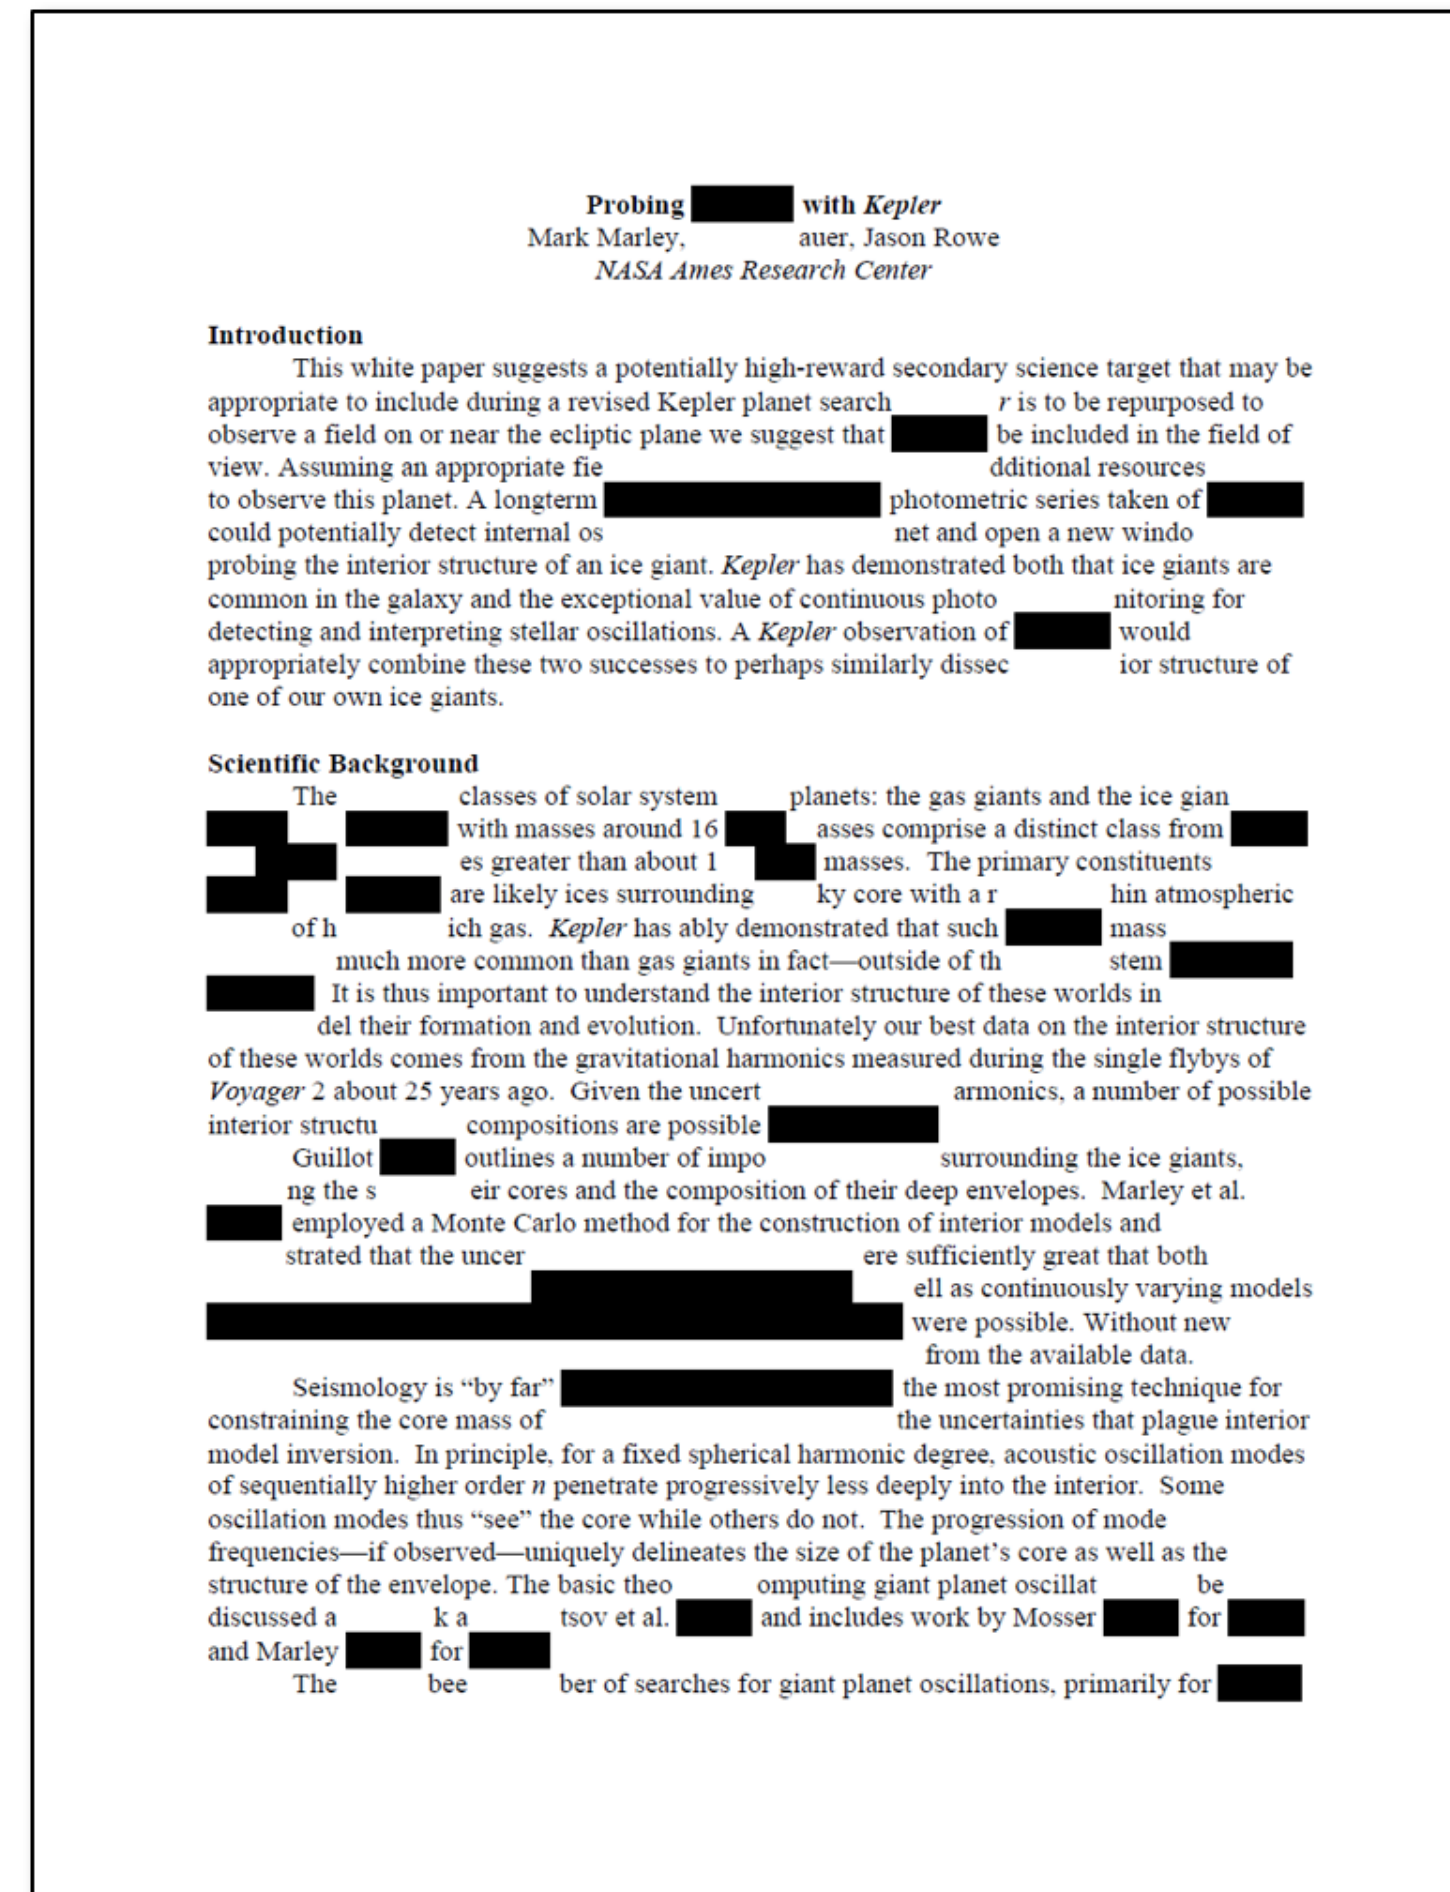 Probing with Kepler
Mark Marley, auer, Jason Rowe
NASA Ames Research Center
Introduction
This white paper suggests a potentially high-reward secondary science target that may be
appropriate to include during a revised Kepler planet search r is to be repurposed to
observe a field on or near the ecliptic plane we suggest that be included in the field of
view. Assuming an appropriate fie dditional resources
to observe this planet. A longterm photometric series taken of
could potentially detect internal os net and open a new windo
probing the interior structure of an ice giant. Kepler has demonstrated both that ice giants are
common in the galaxy and the exceptional value of continuous photo nitoring for
detecting and interpreting stellar oscillations. A Kepler observation of would
appropriately combine these two successes to perhaps similarly dissec ior structure of
one of our own ice giants.
Scientific Background
The classes of solar system planets: the gas giants and the ice gian
with masses around 16 asses comprise a distinct class from
es greater than about 1 masses. The primary constituents
are likely ices surrounding ky core with a r hin atmospheric
of h ich gas. Kepler has ably demonstrated that such mass
much more common than gas giants in fact—outside of th stem
It is thus important to understand the interior structure of these worlds in
del their formation and evolution. Unfortunately our best data on the interior structure
of these worlds comes from the gravitational harmonics measured during the single flybys of
Voyager 2 about 25 years ago. Given the uncert armonics, a number of possible
interior structu compositions are possible
Guillot outlines a number of impo surrounding the ice giants,
ng the s eir cores and the composition of their deep envelopes. Marley et al.
employed a Monte Carlo method for the construction of interior models and
strated that the uncer ere sufficiently great that both
ell as continuously varying models
were possible. Without new
from the available data.
Seismology is “by far” the most promising technique for
constraining the core mass of the uncertainties that plague interior
model inversion. In principle, for a fixed spherical harmonic degree, acoustic oscillation modes
of sequentially higher order n penetrate progressively less deeply into the interior. Some
oscillation modes thus “see” the core while others do not. The progression of mode
frequencies—if observed—uniquely delineates the size of the planet’s core as well as the
structure of the envelope. The basic theo omputing giant planet oscillat be
discussed a k a tsov et al. and includes work by Mosser for
and Marley for
The bee ber of searches for giant planet oscillations, primarily for